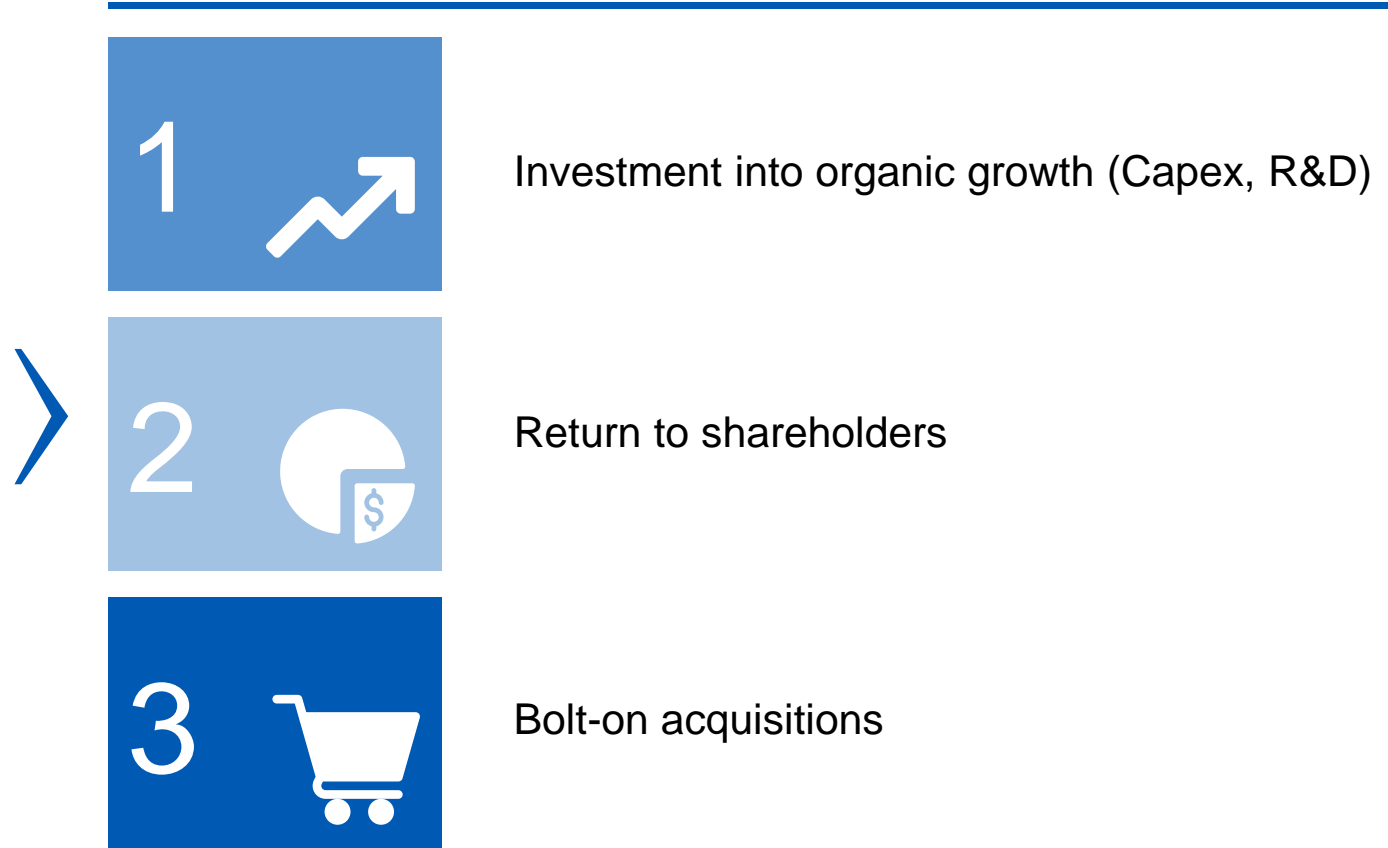 1
Investment into organic growth (Capex, R&D)
2
$
Return to shareholders
3
Bolt-on acquisitions